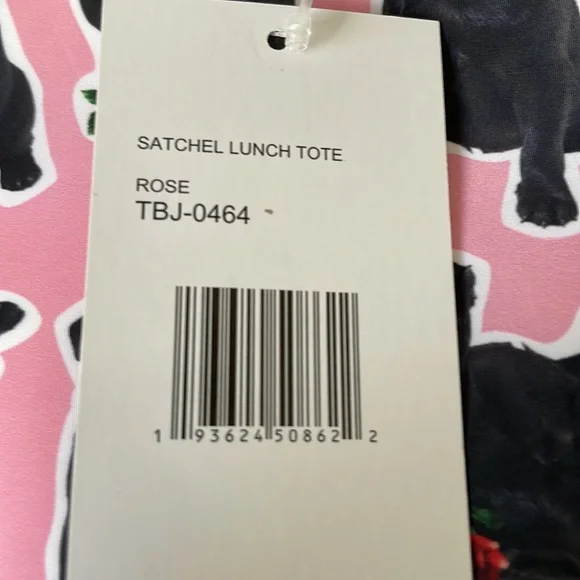 SATCHEL LUNCH TOTE
ROSE
TBJ-0464
1 93624 50862 2